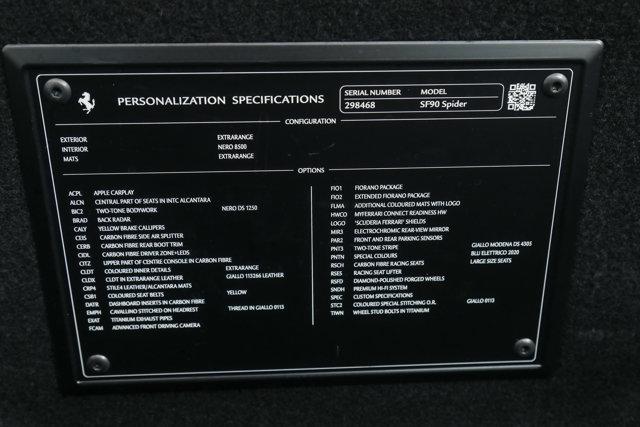 PERSONALIZATION SPECIFICATIONS
SERIAL NUMBER MODEL
298468 SF90 Spider
CONFIGURATION
EXTERIOR EXTRARANGE
INTERIOR NERO 8500
MATS EXTRARANGE
OPTIONS
ACPL APPLE CARPLAY
ALCN CENTRAL PART OF SEATS IN INTC ALCANTARA
BIC2 TWO-TONE BODYWORK NERO DS 1250
BRAD BACK RADAR
CALY YELLOW BRAKE CALLIPERS
CEIS CARBON FIBRE SIDE AIR SPLITTER
CERB CARBON FIBRE REAR BOOT TRIM
CIDL CARBON FIBRE DRIVER ZONE+LEDS
CITZ UPPER PART OF CENTRE CONSOLE IN CARBON FIBRE
CLDT COLOURED INNER DETAILS EXTRARANGE
CLDX CLDT IN EXTRARANGE LEATHER GIALLO 113266 LEATHER
CRP4 STILE4 LEATHER/ALCANTARA MATS
CSB1 COLOURED SEAT BELTS YELLOW
DATR DASHBOARD INSERTS IN CARBON FIBRE
EMPH CAVALLINO STITCHED ON HEADREST THREAD IN GIALLO 0113
EXAT TITANIUM EXHAUST PIPES
FCAM ADVANCED FRONT DRIVING CAMERA
FIO1 FIORANO PACKAGE
FIO2 EXTENDED FIORANO PACKAGE
FLMA ADDITIONAL COLOURED MATS WITH LOGO
HWCO MYFERRARI CONNECT READINESS HW
LOGO "SCUDERIA FERRARI" SHIELDS
MIR3 ELECTROCHROMIC REAR-VIEW MIRROR
PAR2 FRONT AND REAR PARKING SENSORS
PNT3 TWO-TONE STRIPE GIALLO MODENA DS 4305
PNTN SPECIAL COLOURS BLU ELETTRICO 2020
RSCH CARBON FIBRE RACING SEATS LARGE SIZE SEATS
RSES RACING SEAT LIFTER
RSFD DIAMOND-POLISHED FORGED WHEELS
SNDH PREMIUM HI-FI SYSTEM
SPEC CUSTOM SPECIFICATIONS
STC2 COLOURED SPECIAL STITCHING O.R. GIALLO 0113
TIWN WHEEL STUD BOLTS IN TITANIUM